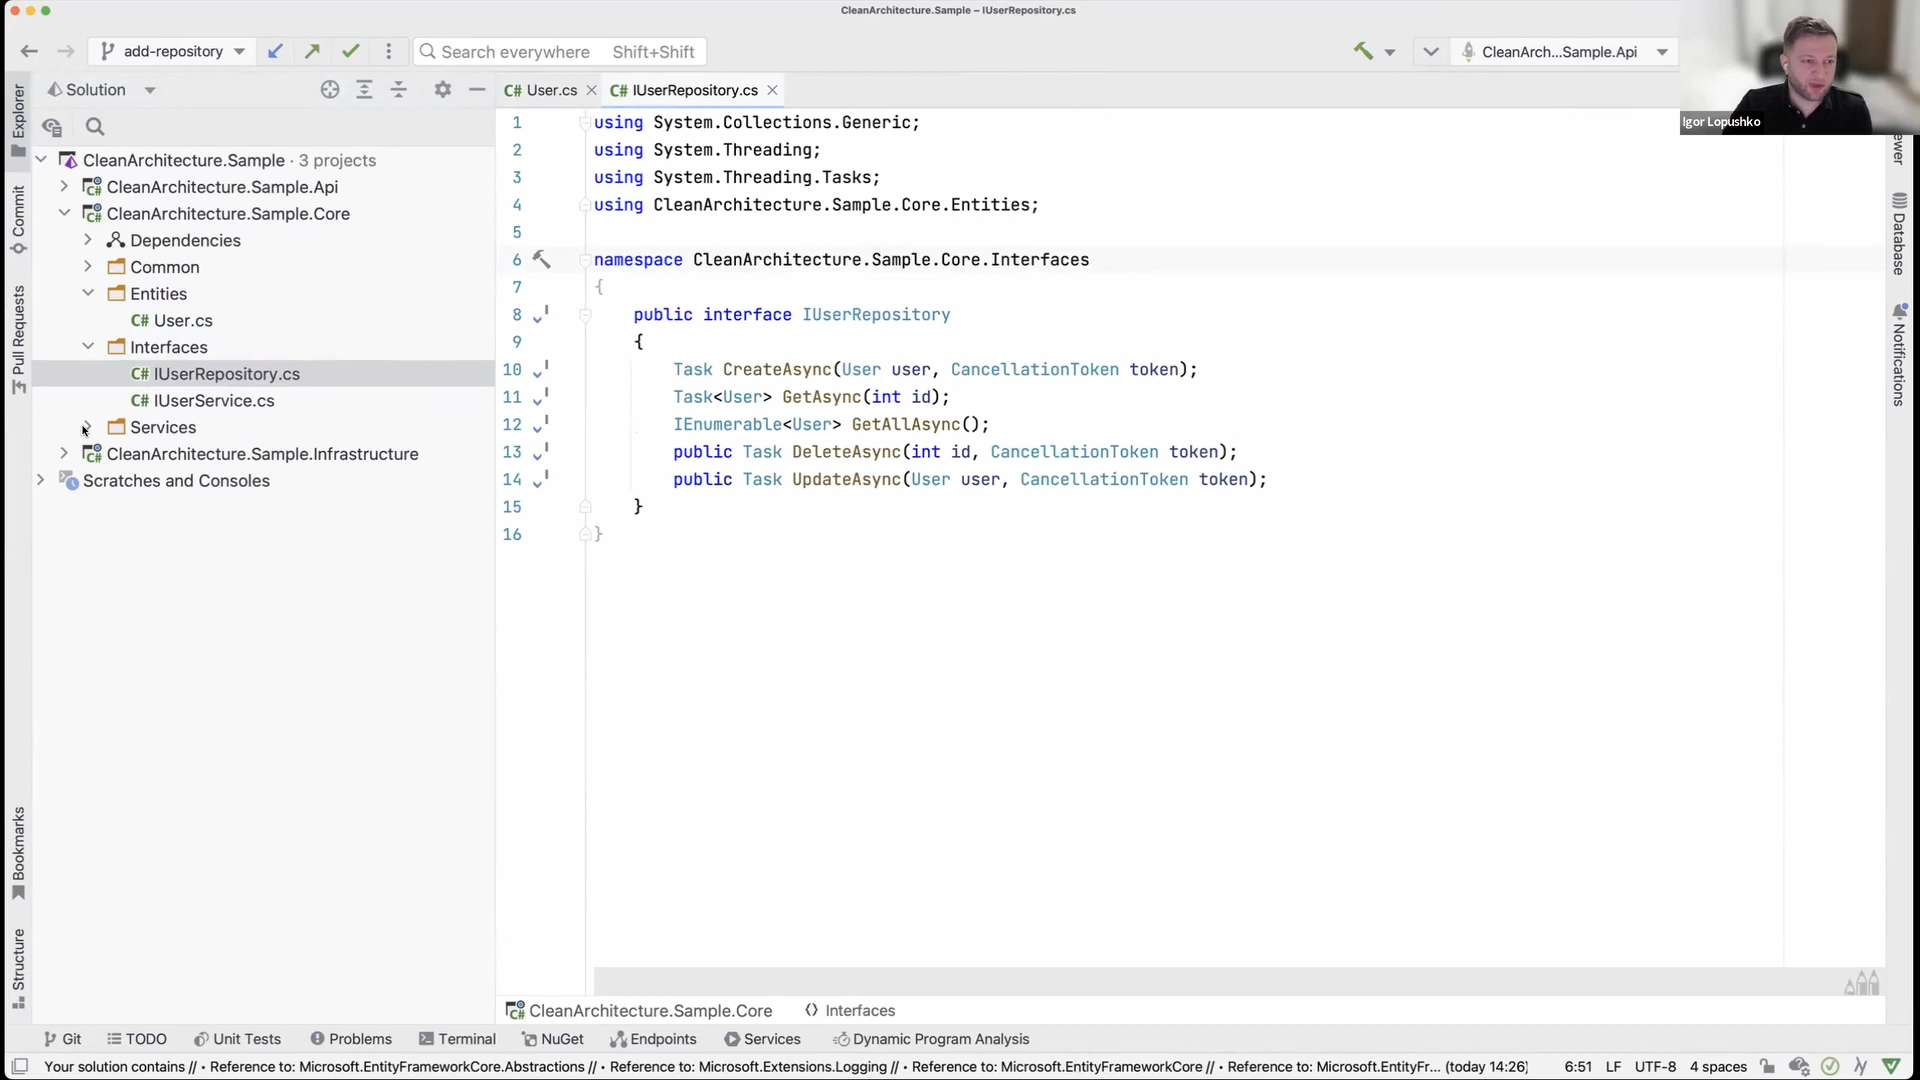 CleanArchitecture.Sample – IUserRepository.cs
add-repository
Search everywhere Shift+Shift
CleanArch...Sample.Api
Igor Lopushko
Solution
User.cs
IUserRepository.cs
Explorer
Commit
Pull Requests
Bookmarks
Structure
CleanArchitecture.Sample · 3 projects
CleanArchitecture.Sample.Api
CleanArchitecture.Sample.Core
Dependencies
Common
Entities
C# User.cs
Interfaces
C# IUserRepository.cs
C# IUserService.cs
Services
CleanArchitecture.Sample.Infrastructure
Scratches and Consoles
1 using System.Collections.Generic;
2 using System.Threading;
3 using System.Threading.Tasks;
4 using CleanArchitecture.Sample.Core.Entities;
5
6 namespace CleanArchitecture.Sample.Core.Interfaces
7 {
8 public interface IUserRepository
9 {
10 Task CreateAsync(User user, CancellationToken token);
11 Task<User> GetAsync(int id);
12 IEnumerable<User> GetAllAsync();
13 public Task DeleteAsync(int id, CancellationToken token);
14 public Task UpdateAsync(User user, CancellationToken token);
15 }
16 }
ewer
Database
Notifications
CleanArchitecture.Sample.Core Interfaces
Git TODO Unit Tests Problems Terminal NuGet Endpoints Services Dynamic Program Analysis
Your solution contains // • Reference to: Microsoft.EntityFrameworkCore.Abstractions // • Reference to: Microsoft.Extensions.Logging // • Reference to: Microsoft.EntityFrameworkCore // • Reference to: Microsoft.EntityFr... (today 14:26) 6:51 LF UTF-8 4 spaces